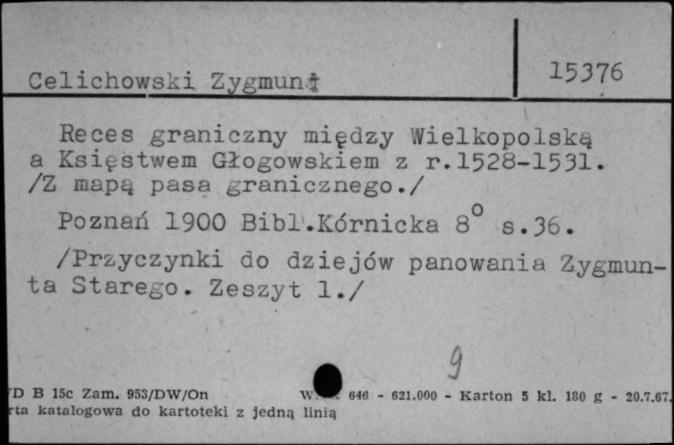 Celichowski Zygmunt
15376
Reces graniczny między Wielkopolską
a Księstwem Głogowskiem z r.1528-1531.
/Z mapą pasa granicznego./
Poznań 1900 Bibl.Kórnicka 8° s.36.
/Przyczynki do dziejów panowania Zygmun-
ta Starego. Zeszyt 1./
9
D B 15c Zam. 953/DW/On 646 - 621.000 - Karton 5 kl. 180 g - 20.7.67.
rta katalogowa do kartoteki z jedną linią